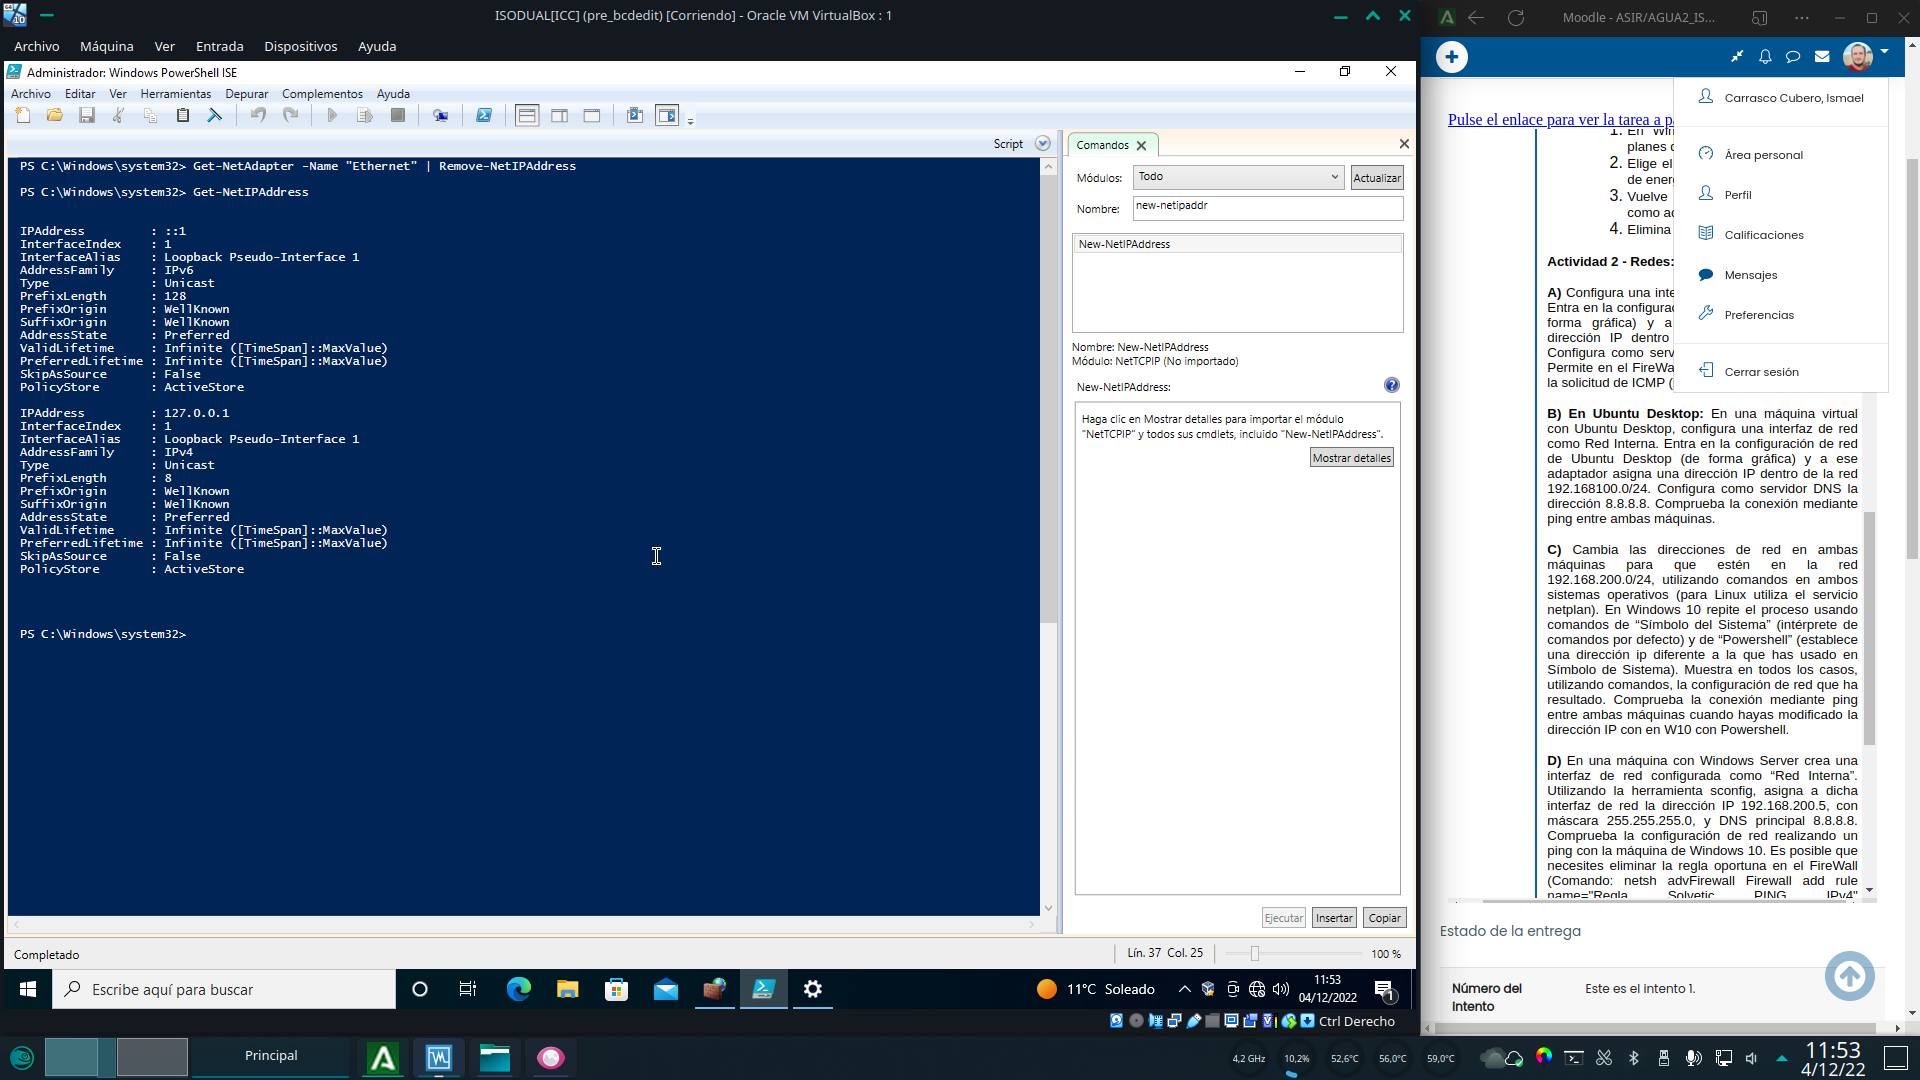 ISODUAL[ICC] (pre_bcdedit) [Corriendo] - Oracle VM VirtualBox : 1
Archivo Máquina Ver Entrada Dispositivos Ayuda
Administrador: Windows PowerShell ISE
Archivo Editar Ver Herramientas Depurar Complementos Ayuda
Script
PS C:\Windows\system32> Get-NetAdapter -Name "Ethernet" | Remove-NetIPAddress
PS C:\Windows\system32> Get-NetIPAddress
IPAddress : ::1
InterfaceIndex : 1
InterfaceAlias : Loopback Pseudo-Interface 1
AddressFamily : IPv6
Type : Unicast
PrefixLength : 128
PrefixOrigin : WellKnown
SuffixOrigin : WellKnown
AddressState : Preferred
ValidLifetime : Infinite ([TimeSpan]::MaxValue)
PreferredLifetime : Infinite ([TimeSpan]::MaxValue)
SkipAsSource : False
PolicyStore : ActiveStore
IPAddress : 127.0.0.1
InterfaceIndex : 1
InterfaceAlias : Loopback Pseudo-Interface 1
AddressFamily : IPv4
Type : Unicast
PrefixLength : 8
PrefixOrigin : WellKnown
SuffixOrigin : WellKnown
AddressState : Preferred
ValidLifetime : Infinite ([TimeSpan]::MaxValue)
PreferredLifetime : Infinite ([TimeSpan]::MaxValue)
SkipAsSource : False
PolicyStore : ActiveStore
PS C:\Windows\system32>
Comandos
Módulos: Todo Actualizar
Nombre: new-netipaddr
New-NetIPAddress
Nombre: New-NetIPAddress
Módulo: NetTCPIP (No importado)
New-NetIPAddress:
Haga clic en Mostrar detalles para importar el módulo
"NetTCPIP" y todos sus cmdlets, incluido "New-NetIPAddress".
Mostrar detalles
Ejecutar Insertar Copiar
Completado
Lín. 37 Col. 25
100 %
Escribe aquí para buscar
11°C Soleado
11:53
04/12/2022
1
Ctrl Derecho
Moodle - ASIR/AGUA2_IS...
Pulse el enlace para ver la tarea a p
1. En Win
planes d
2. Elige el
de ener
3. Vuelve
como ac
4. Elimina
Carrasco Cubero, Ismael
Área personal
Perfil
Calificaciones
Mensajes
Preferencias
Cerrar sesión
Actividad 2 - Redes:
A) Configura una inte
Entra en la configurac
forma gráfica) y a
dirección IP dentro
Configura como serv
Permite en el FireWa
la solicitud de ICMP (
B) En Ubuntu Desktop: En una máquina virtual
con Ubuntu Desktop, configura una interfaz de red
como Red Interna. Entra en la configuración de red
de Ubuntu Desktop (de forma gráfica) y a ese
adaptador asigna una dirección IP dentro de la red
192.168100.0/24. Configura como servidor DNS la
dirección 8.8.8.8. Comprueba la conexión mediante
ping entre ambas máquinas.
C) Cambia las direcciones de red en ambas
máquinas para que estén en la red
192.168.200.0/24, utilizando comandos en ambos
sistemas operativos (para Linux utiliza el servicio
netplan). En Windows 10 repite el proceso usando
comandos de “Símbolo del Sistema” (intérprete de
comandos por defecto) y de “Powershell” (establece
una dirección ip diferente a la que has usado en
Símbolo de Sistema). Muestra en todos los casos,
utilizando comandos, la configuración de red que ha
resultado. Comprueba la conexión mediante ping
entre ambas máquinas cuando hayas modificado la
dirección IP con en W10 con Powershell.
D) En una máquina con Windows Server crea una
interfaz de red configurada como “Red Interna”.
Utilizando la herramienta sconfig, asigna a dicha
interfaz de red la dirección IP 192.168.200.5, con
máscara 255.255.255.0, y DNS principal 8.8.8.8.
Comprueba la configuración de red realizando un
ping con la máquina de Windows 10. Es posible que
necesites eliminar la regla oportuna en el FireWall
(Comando: netsh advFirewall Firewall add rule
name="Regla Solvetic PING IPv4"
Estado de la entrega
Número del
Intento
Este es el intento 1.
Principal
4,2 GHz
10,2%
52,6°C
56,0°C
59,0°C
11:53
4/12/22